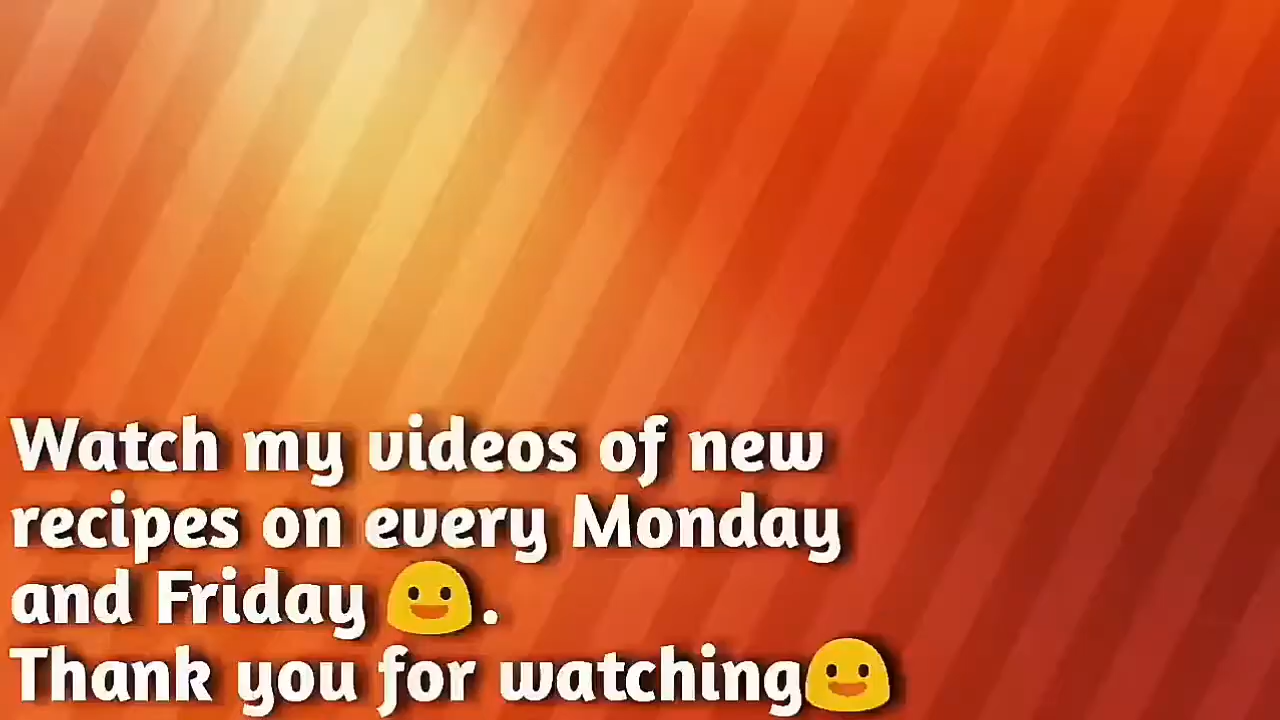 Watch my videos of new
recipes on every Monday
and Friday 😃.
Thank you for watching😃